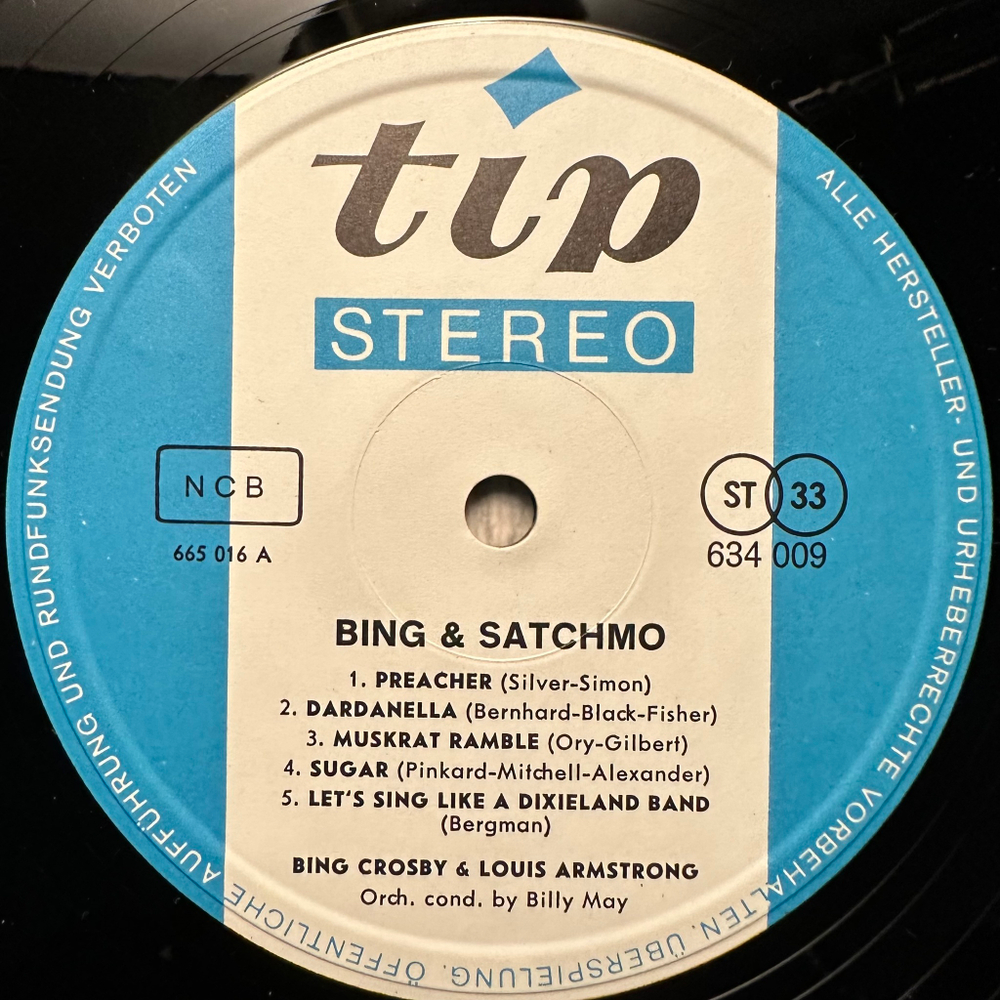 tip
STEREO
NCB
665 016 A
ST 33
634 009
BING & SATCHMO
1. PREACHER (Silver-Simon)
2. DARDANELLA (Bernhard-Black-Fisher)
3. MUSKRAT RAMBLE (Ory-Gilbert)
4. SUGAR (Pinkard-Mitchell-Alexander)
5. LET'S SING LIKE A DIXIELAND BAND
(Bergman)
BING CROSBY & LOUIS ARMSTRONG
Orch. cond. by Billy May
ALLE HERSTELLER- UND URHEBERRECHTE VORBEHALTEN. ÜBERSPIELUNG. ÖFFENTLICHE AUFFÜHRUNG UND RUNDFUNKSENDUNG VERBOTEN